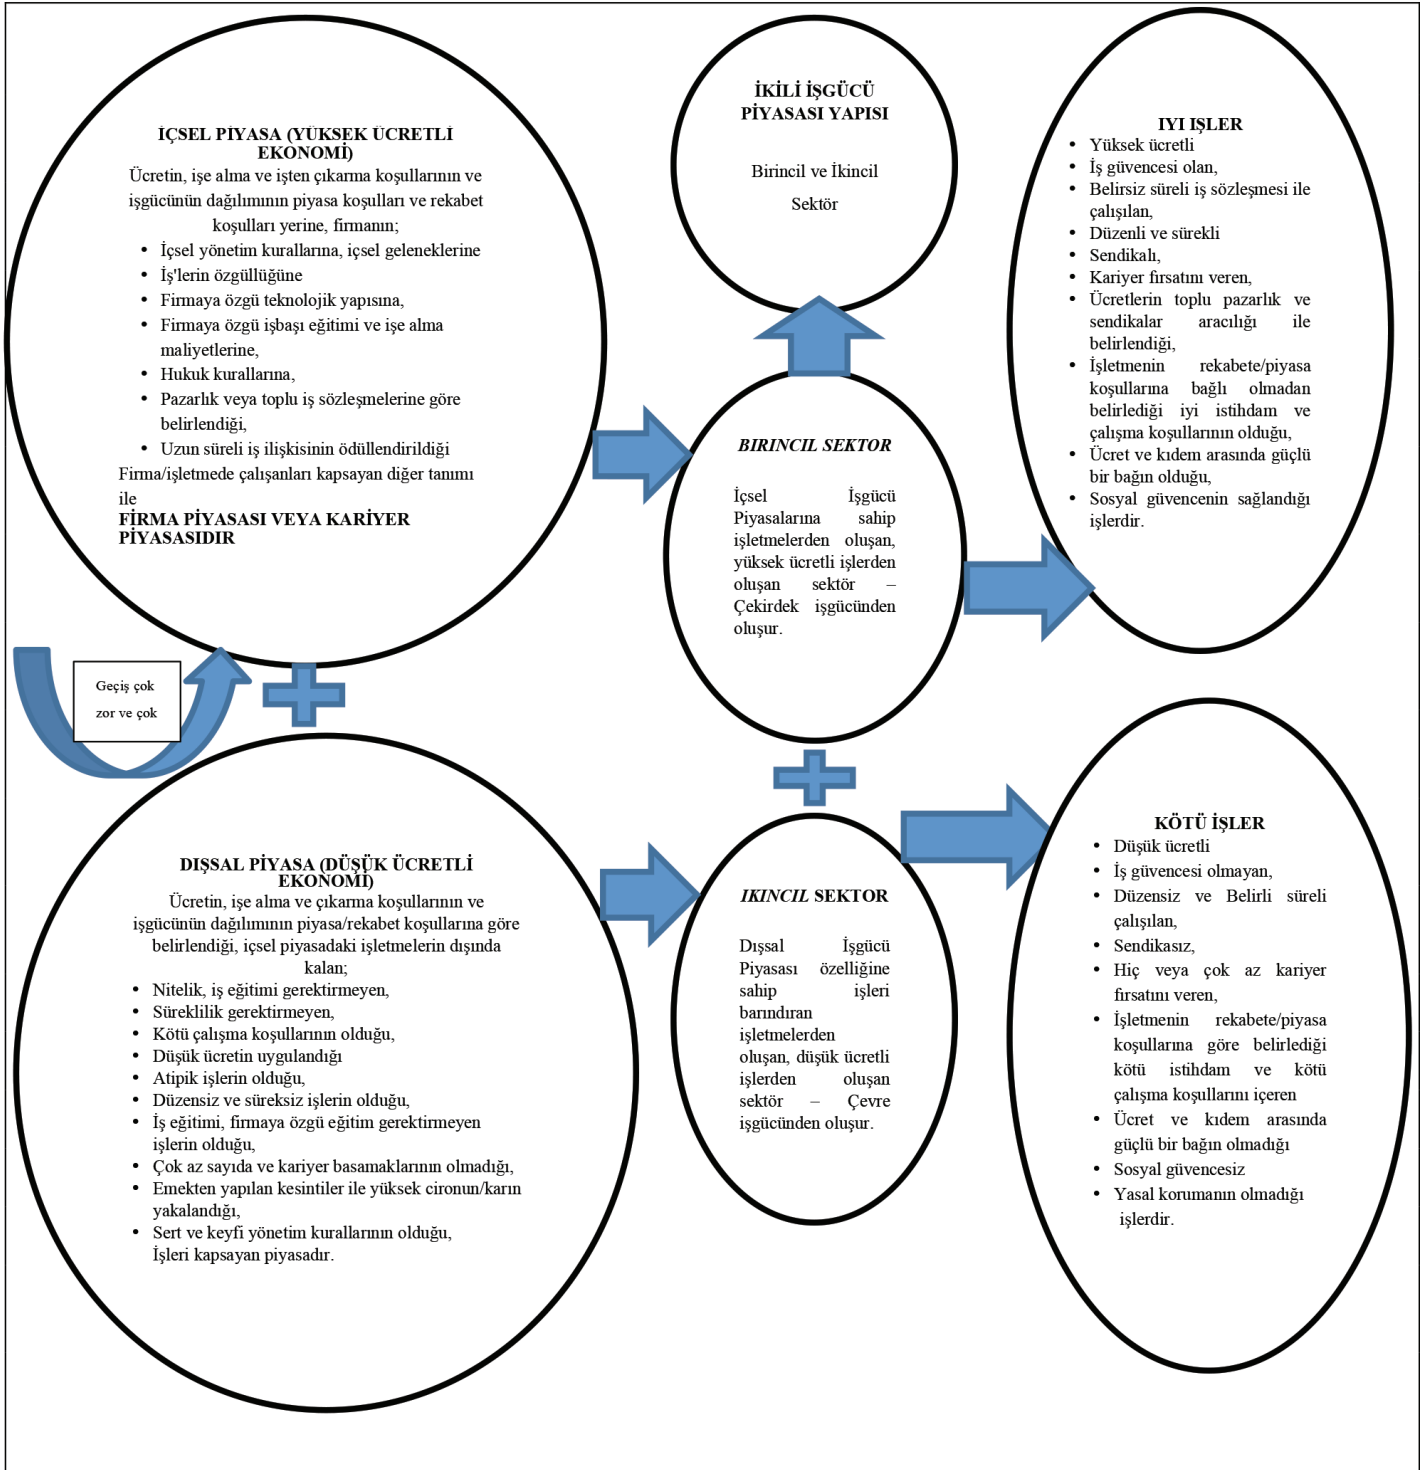 İÇSEL PİYASA (YÜKSEK ÜCRETLİ
EKONOMİ)
Ücretin, işe alma ve işten çıkarma koşullarının ve
işgücünün dağılımının piyasa koşulları ve rekabet
koşulları yerine, firmanın;
• İçsel yönetim kurallarına, içsel geleneklerine
• İş'lerin özgüllüğüne
• Firmaya özgü teknolojik yapısına,
• Firmaya özgü işbaşı eğitimi ve işe alma
maliyetlerine,
• Hukuk kurallarına,
• Pazarlık veya toplu iş sözleşmelerine göre
belirlendiği,
• Uzun süreli iş ilişkisinin ödüllendirildiği
Firma/işletmede çalışanları kapsayan diğer tanımı
ile
FİRMA PİYASASI VEYA KARİYER
PİYASASIDIR
Geçiş çok
zor ve çok
DIŞSAL PİYASA (DÜŞÜK ÜCRETLİ
EKONOMİ)
Ücretin, işe alma ve çıkarma koşullarının ve
işgücünün dağılımının piyasa/rekabet koşullarına göre
belirlendiği, içsel piyasadaki işletmelerin dışında
kalan;
• Nitelik, iş eğitimi gerektirmeyen,
• Süreklilik gerektirmeyen,
• Kötü çalışma koşullarının olduğu,
• Düşük ücretin uygulandığı
• Atipik işlerin olduğu,
• Düzensiz ve süreksiz işlerin olduğu,
• İş eğitimi, firmaya özgü eğitim gerektirmeyen
işlerin olduğu,
• Çok az sayıda ve kariyer basamaklarının olmadığı,
• Emekten yapılan kesintiler ile yüksek cironun/karın
yakalandığı,
• Sert ve keyfi yönetim kurallarının olduğu,
İşleri kapsayan piyasadır.
İKİLİ İŞGÜCÜ
PİYASASI YAPISI
Birincil ve İkincil
Sektör
BIRINCIL SEKTOR
İçsel İşgücü
Piyasalarına sahip
işletmelerden oluşan,
yüksek ücretli işlerden
oluşan sektör –
Çekirdek işgücünden
oluşur.
IKINCIL SEKTOR
Dışsal İşgücü
Piyasası özelliğine
sahip işleri
barındıran
işletmelerden
oluşan, düşük ücretli
işlerden oluşan
sektör – Çevre
işgücünden oluşur.
IYI IŞLER
• Yüksek ücretli
• İş güvencesi olan,
• Belirsiz süreli iş sözleşmesi ile
çalışılan,
• Düzenli ve sürekli
• Sendikalı,
• Kariyer fırsatını veren,
• Ücretlerin toplu pazarlık ve
sendikalar aracılığı ile
belirlendiği,
• İşletmenin rekabete/piyasa
koşullarına bağlı olmadan
belirlediği iyi istihdam ve
çalışma koşullarının olduğu,
• Ücret ve kıdem arasında güçlü
bir bağın olduğu,
• Sosyal güvencenin sağlandığı
işlerdir.
KÖTÜ İŞLER
• Düşük ücretli
• İş güvencesi olmayan,
• Düzensiz ve Belirli süreli
çalışılan,
• Sendikasız,
• Hiç veya çok az kariyer
fırsatını veren,
• İşletmenin rekabete/piyasa
koşullarına göre belirlediği
kötü istihdam ve kötü
çalışma koşullarını içeren
• Ücret ve kıdem arasında
güçlü bir bağın olmadığı
• Sosyal güvencesiz
• Yasal korumanın olmadığı
işlerdir.